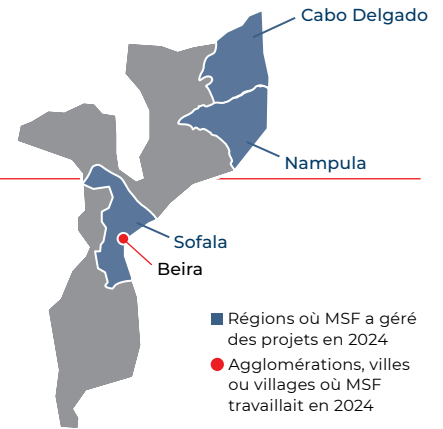 Cabo Delgado
Nampula
Sofala
Beira
Régions où MSF a géré
des projets en 2024
Agglomérations, villes
ou villages où MSF
travaillait en 2024